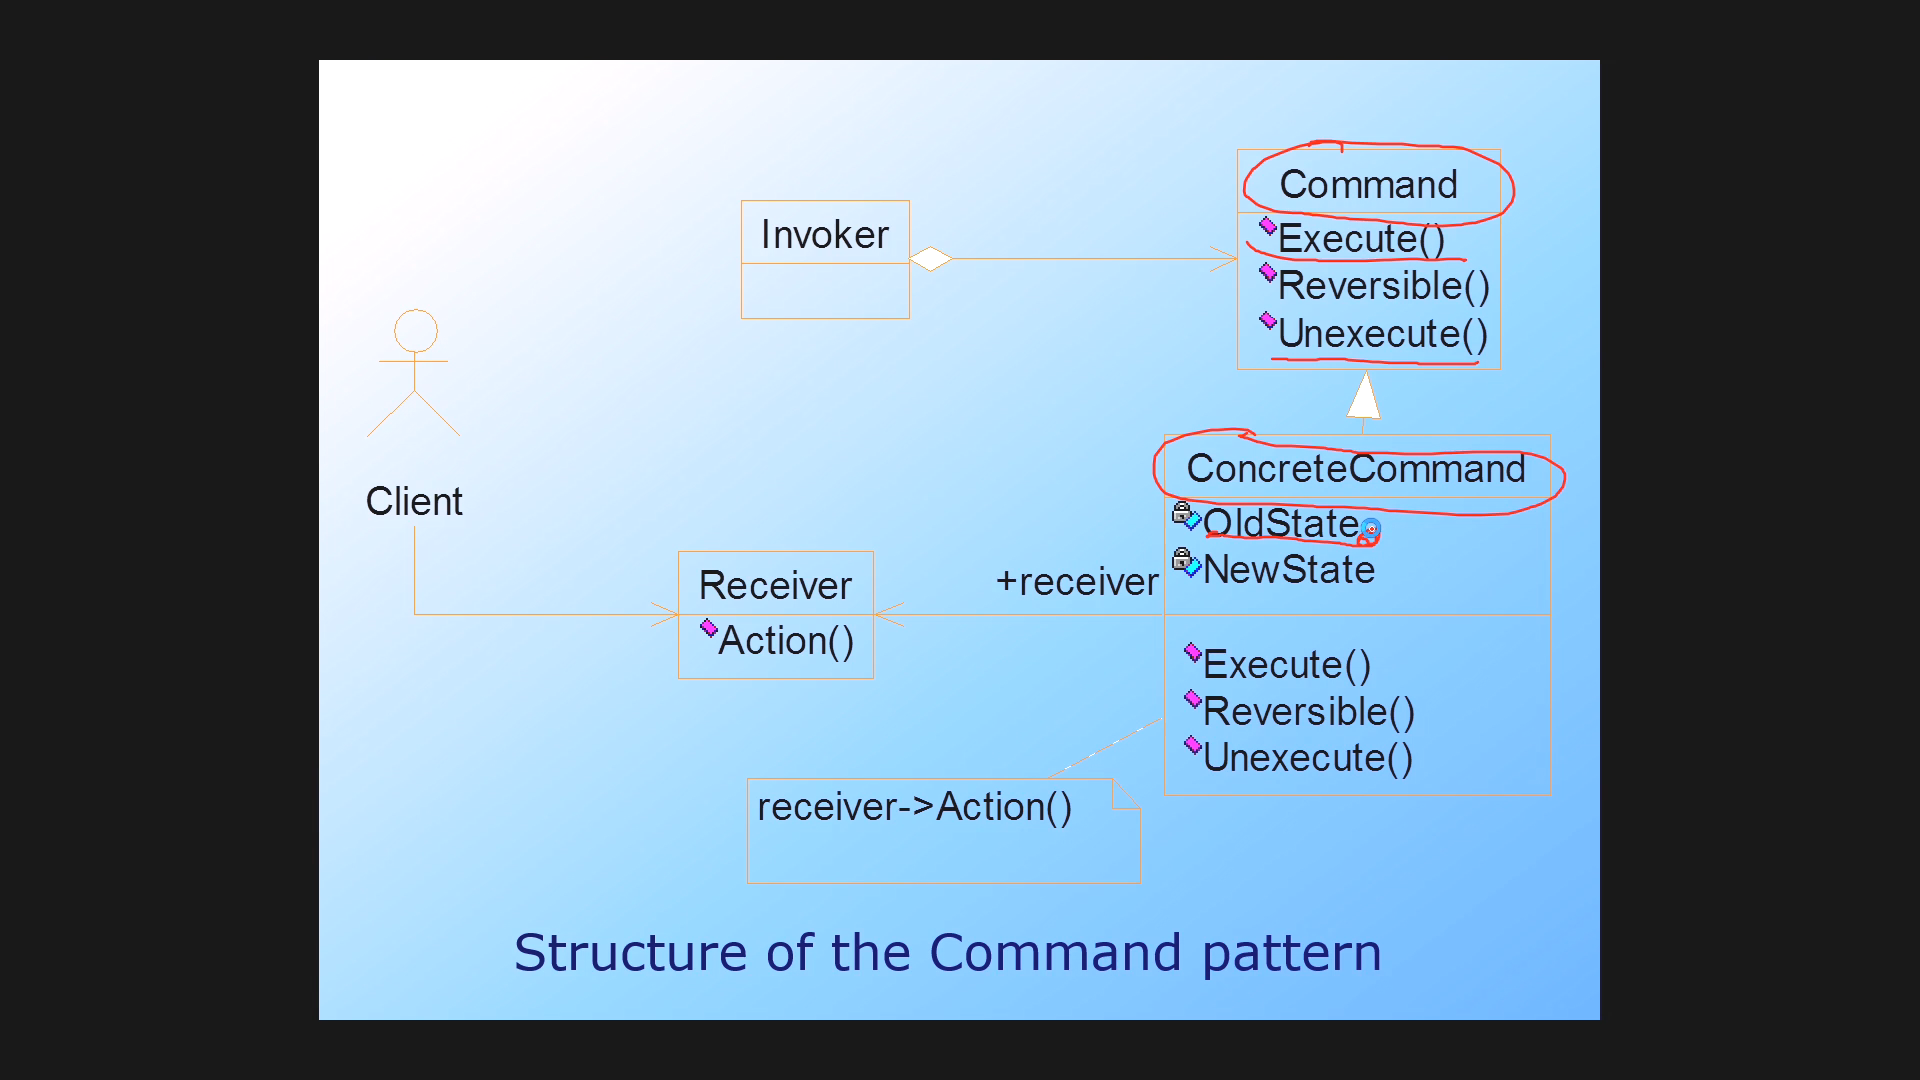 Command
Execute()
Reversible()
Unexecute()
Invoker
Client
ConcreteCommand
OldState
NewState
Execute()
Reversible()
Unexecute()
+receiver
Receiver
Action()
receiver->Action()
Structure of the Command pattern